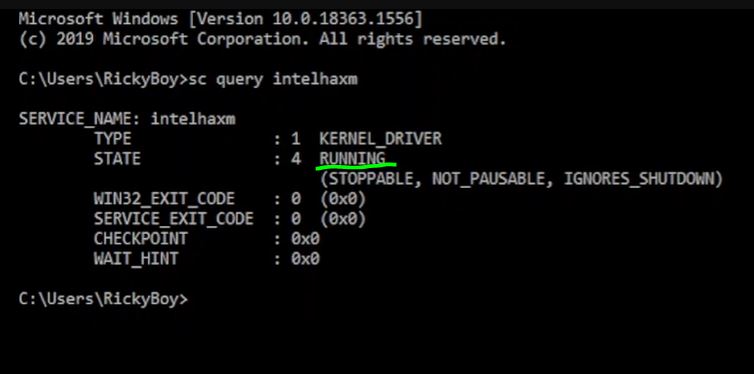 Microsoft Windows [Version 10.0.18363.1556]
(c) 2019 Microsoft Corporation. All rights reserved.
C:\Users\RickyBoy>sc query intelhaxm
SERVICE_NAME: intelhaxm
TYPE : 1 KERNEL_DRIVER
STATE : 4 RUNNING
(STOPPABLE, NOT_PAUSABLE, IGNORES_SHUTDOWN)
WIN32_EXIT_CODE : 0 (0x0)
SERVICE_EXIT_CODE : 0 (0x0)
CHECKPOINT : 0x0
WAIT_HINT : 0x0
C:\Users\RickyBoy>